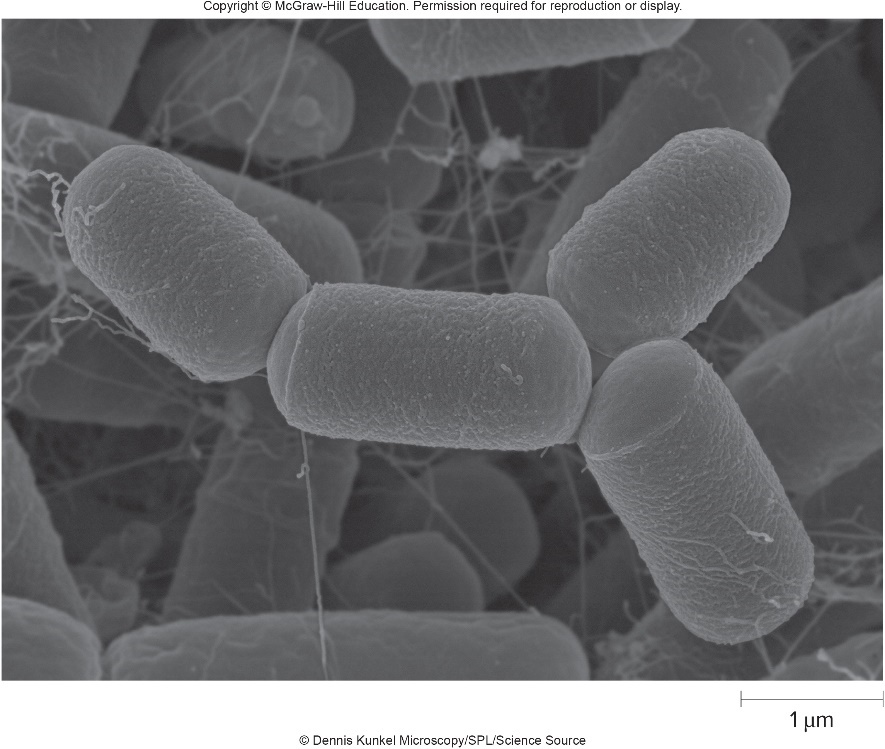 Copyright © McGraw-Hill Education. Permission required for reproduction or display.
1 μm
© Dennis Kunkel Microscopy/SPL/Science Source